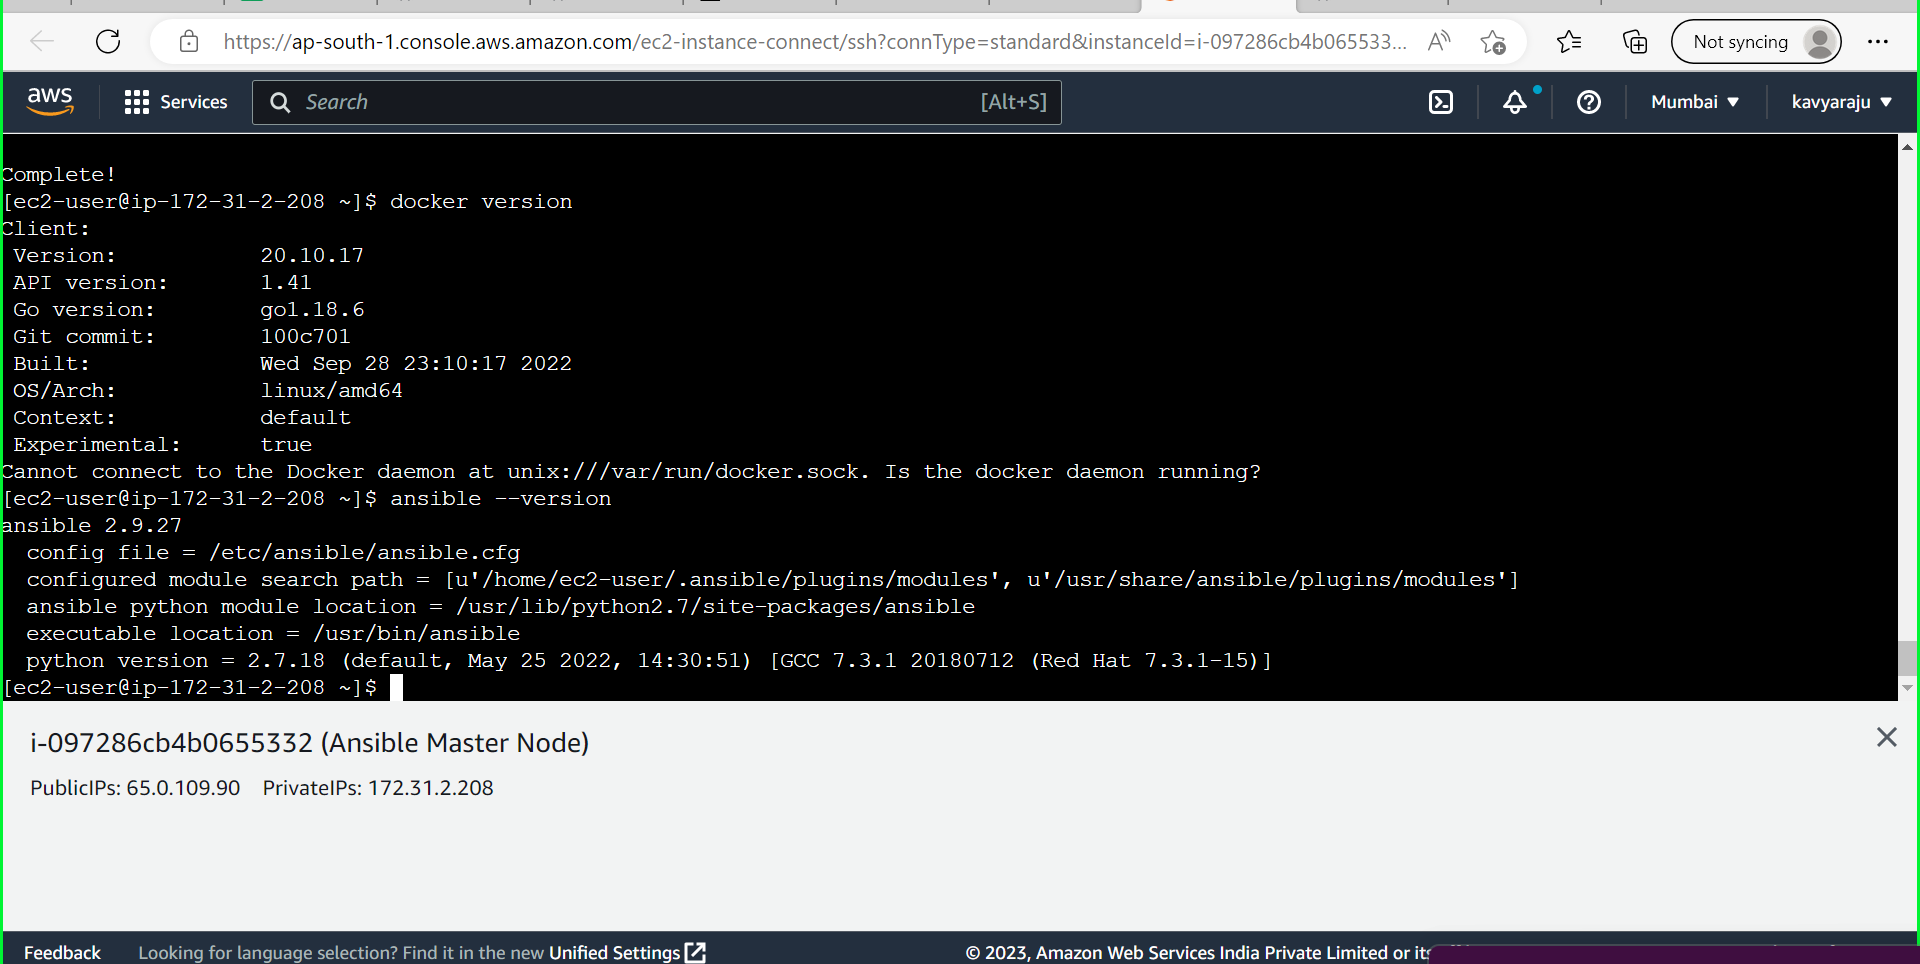 https://ap-south-1.console.aws.amazon.com/ec2-instance-connect/ssh?connType=standard&instanceId=i-097286cb4b065533...
Not syncing
aws
Services
Search
[Alt+S]
Mumbai
kavyaraju
Complete!
[ec2-user@ip-172-31-2-208 ~]$ docker version
Client:
Version: 20.10.17
API version: 1.41
Go version: go1.18.6
Git commit: 100c701
Built: Wed Sep 28 23:10:17 2022
OS/Arch: linux/amd64
Context: default
Experimental: true
Cannot connect to the Docker daemon at unix:///var/run/docker.sock. Is the docker daemon running?
[ec2-user@ip-172-31-2-208 ~]$ ansible --version
ansible 2.9.27
config file = /etc/ansible/ansible.cfg
configured module search path = [u'/home/ec2-user/.ansible/plugins/modules', u'/usr/share/ansible/plugins/modules']
ansible python module location = /usr/lib/python2.7/site-packages/ansible
executable location = /usr/bin/ansible
python version = 2.7.18 (default, May 25 2022, 14:30:51) [GCC 7.3.1 20180712 (Red Hat 7.3.1-15)]
[ec2-user@ip-172-31-2-208 ~]$
i-097286cb4b0655332 (Ansible Master Node)
PublicIPs: 65.0.109.90 PrivateIPs: 172.31.2.208
Feedback
Looking for language selection? Find it in the new Unified Settings
© 2023, Amazon Web Services India Private Limited or its